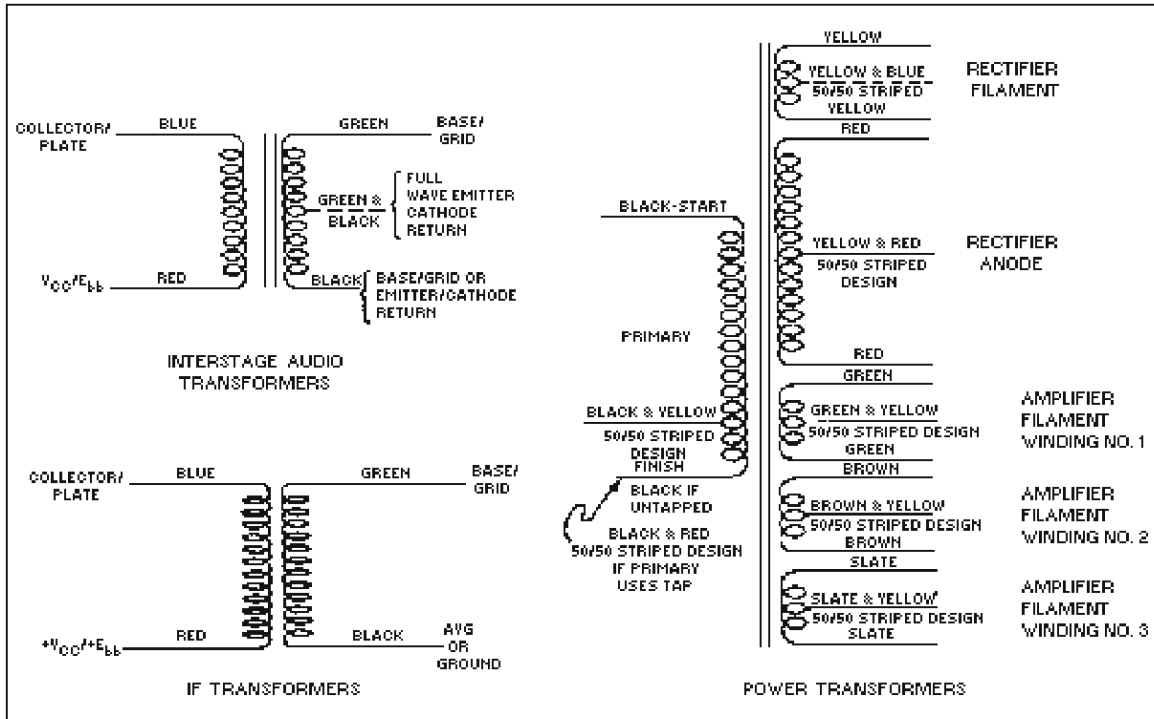 COLLECTOR/
PLATE
BLUE
GREEN
BASE/
GRID
GREEN &
BLACK
FULL
WAVE EMITTER
CATHODE
RETURN
VCC/Ebb
RED
BLACK
BASE/GRID OR
EMITTER/CATHODE
RETURN
INTERSTAGE AUDIO
TRANSFORMERS
COLLECTOR/
PLATE
BLUE
GREEN
BASE/
GRID
+VCC/+Ebb
RED
BLACK
AVG
OR
GROUND
IF TRANSFORMERS
BLACK-START
PRIMARY
BLACK & YELLOW
50/50 STRIPED
DESIGN
FINISH
BLACK IF
UNTAPPED
BLACK & RED
50/50 STRIPED DESIGN
IF PRIMARY
USES TAP
YELLOW
YELLOW & BLUE
50/50 STRIPED
YELLOW
RECTIFIER
FILAMENT
RED
YELLOW & RED
50/50 STRIPED
DESIGN
RED
RECTIFIER
ANODE
GREEN
GREEN & YELLOW
50/50 STRIPED DESIGN
GREEN
AMPLIFIER
FILAMENT
WINDING NO. 1
BROWN
BROWN & YELLOW
50/50 STRIPED DESIGN
BROWN
AMPLIFIER
FILAMENT
WINDING NO. 2
SLATE
SLATE & YELLOW
50/50 STRIPED DESIGN
SLATE
AMPLIFIER
FILAMENT
WINDING NO. 3
POWER TRANSFORMERS